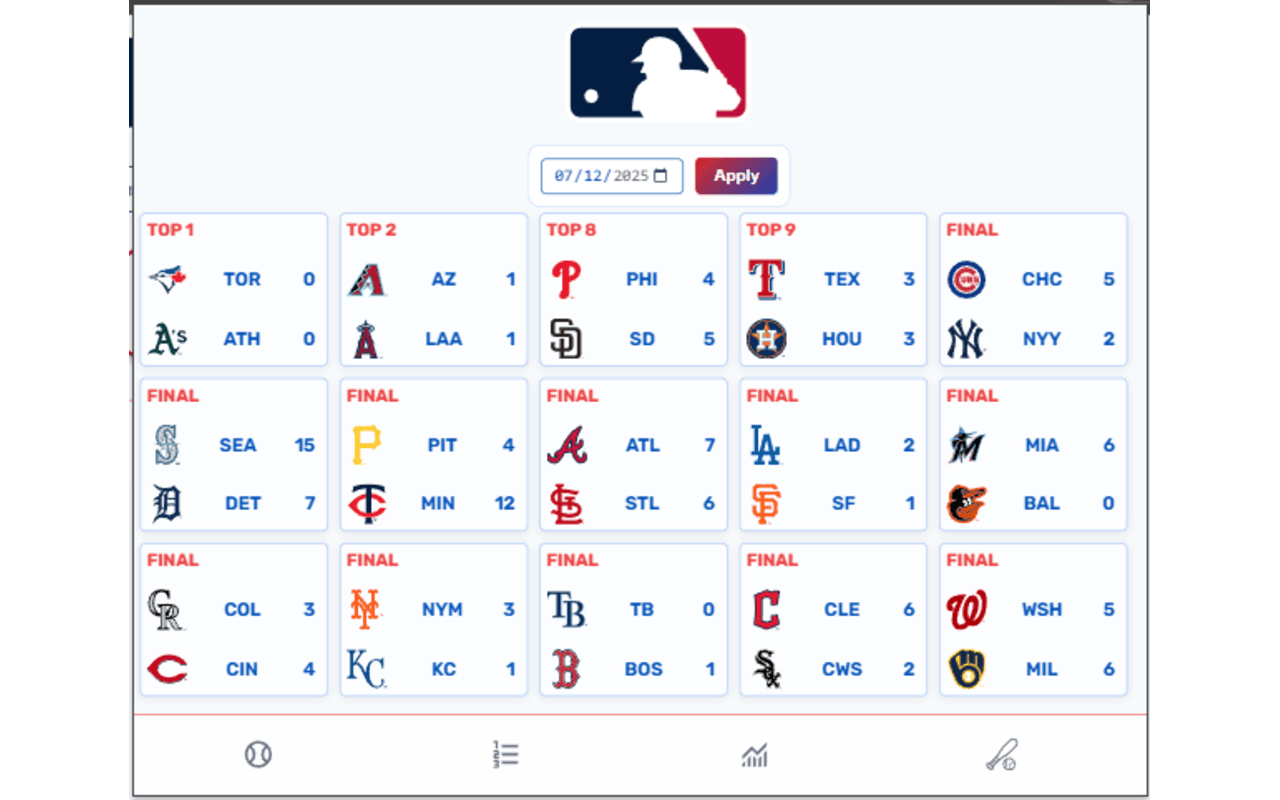 07/12/2025 Apply
TOP 1 TOP 2 TOP 8 TOP 9 FINAL
TOR 0 AZ 1 PHI 4 TEX 3 CHC 5
ATH 0 LAA 1 SD 5 HOU 3 NYY 2
FINAL FINAL FINAL FINAL FINAL
SEA 15 PIT 4 ATL 7 LAD 2 MIA 6
DET 7 MIN 12 STL 6 SF 1 BAL 0
FINAL FINAL FINAL FINAL FINAL
COL 3 NYM 3 TB 0 CLE 6 WSH 5
CIN 4 KC 1 BOS 1 CWS 2 MIL 6